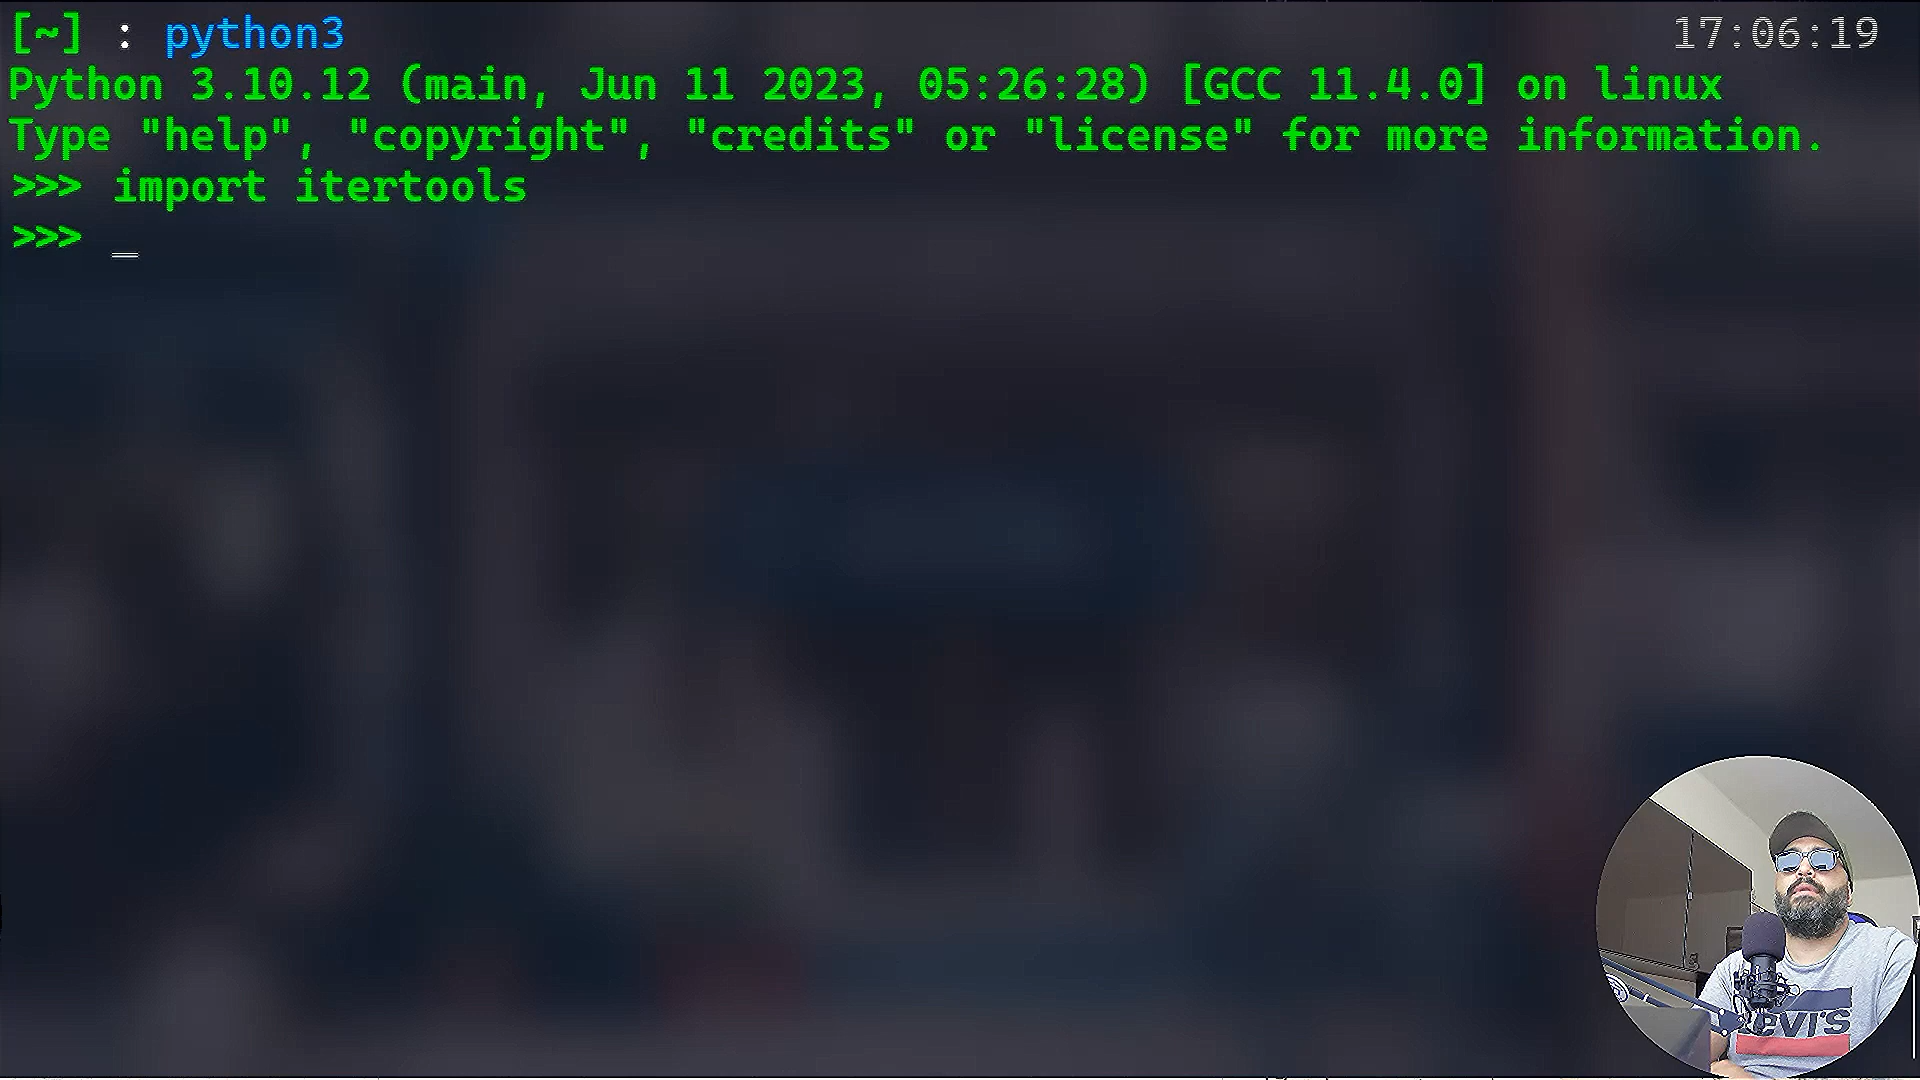 [~] : python3 17:06:19
Python 3.10.12 (main, Jun 11 2023, 05:26:28) [GCC 11.4.0] on linux
Type "help", "copyright", "credits" or "license" for more information.
>>> import itertools
>>> _
LEVI'S